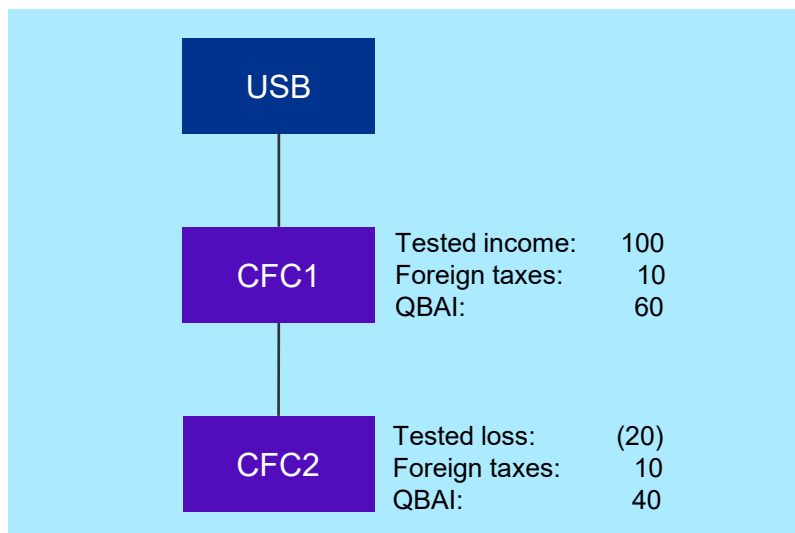 USB
CFC1
Tested income: 100
Foreign taxes: 10
QBAI: 60
CFC2
Tested loss: (20)
Foreign taxes: 10
QBAI: 40